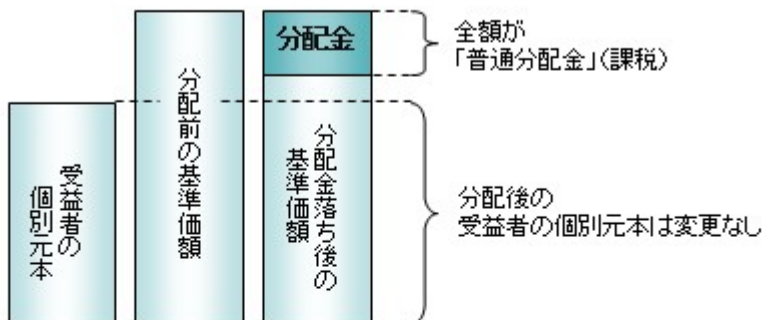 受益者の
個別元本
分配前の基準価額
分配金
分配金落ち後の
基準価額
全額が
「普通分配金」(課税)
分配後の
受益者の個別元本は変更なし